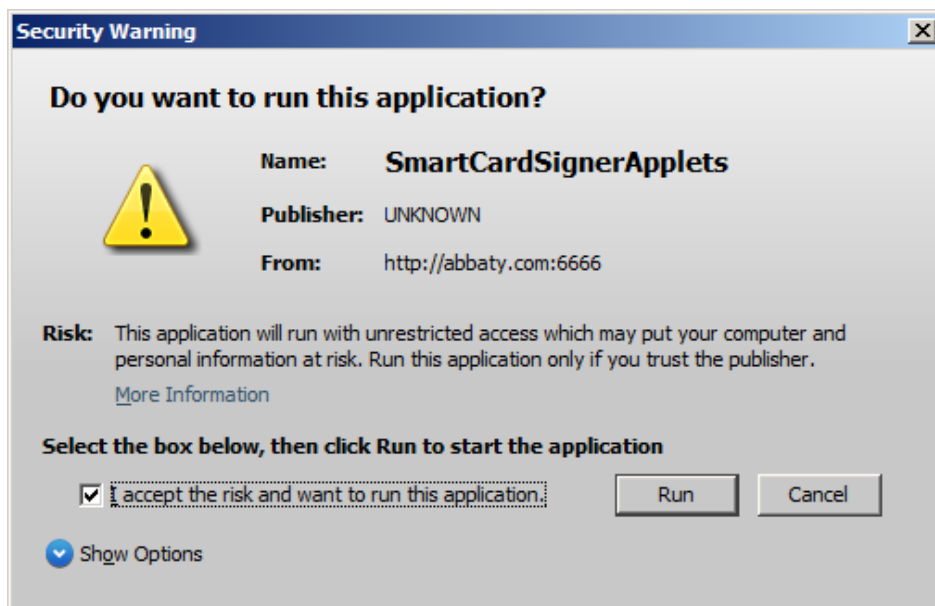 Security Warning
Do you want to run this application?
Name: SmartCardSignerApplets
Publisher: UNKNOWN
From: http://abbaty.com:6666
Risk: This application will run with unrestricted access which may put your computer and
personal information at risk. Run this application only if you trust the publisher.
More Information
Select the box below, then click Run to start the application
I accept the risk and want to run this application. Run Cancel
Show Options